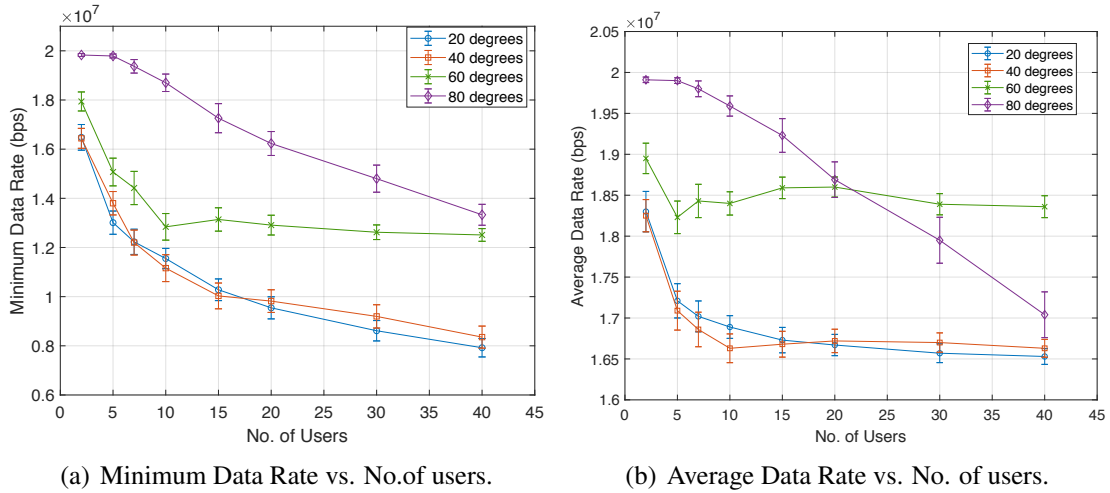 ×10⁷
2
1.8
1.6
1.4
1.2
1
0.8
0.6
Minimum Data Rate (bps)
20 degrees
40 degrees
60 degrees
80 degrees
0 5 10 15 20 25 30 35 40 45
No. of Users
(a) Minimum Data Rate vs. No.of users.
×10⁷
2.05
2
1.95
1.9
1.85
1.8
1.75
1.7
1.65
1.6
Average Data Rate (bps)
20 degrees
40 degrees
60 degrees
80 degrees
0 5 10 15 20 25 30 35 40 45
No. of Users
(b) Average Data Rate vs. No. of users.